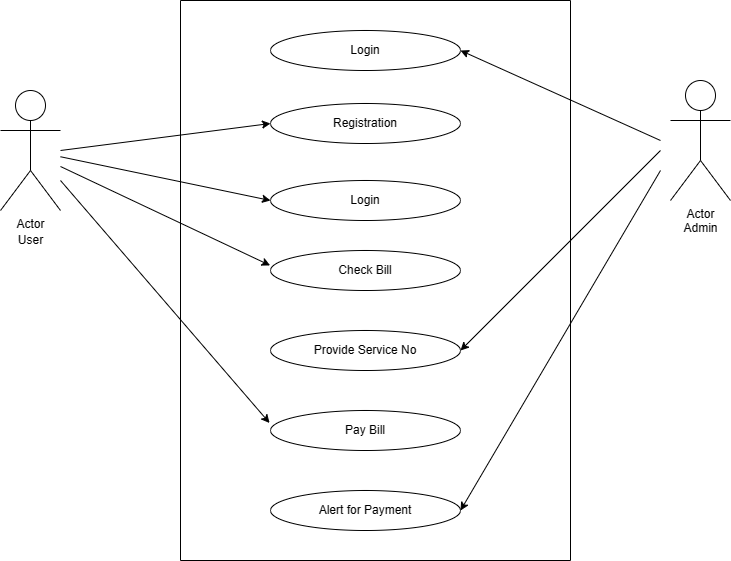 Login
Registration
Login
Check Bill
Provide Service No
Pay Bill
Alert for Payment
Actor
User
Actor
Admin